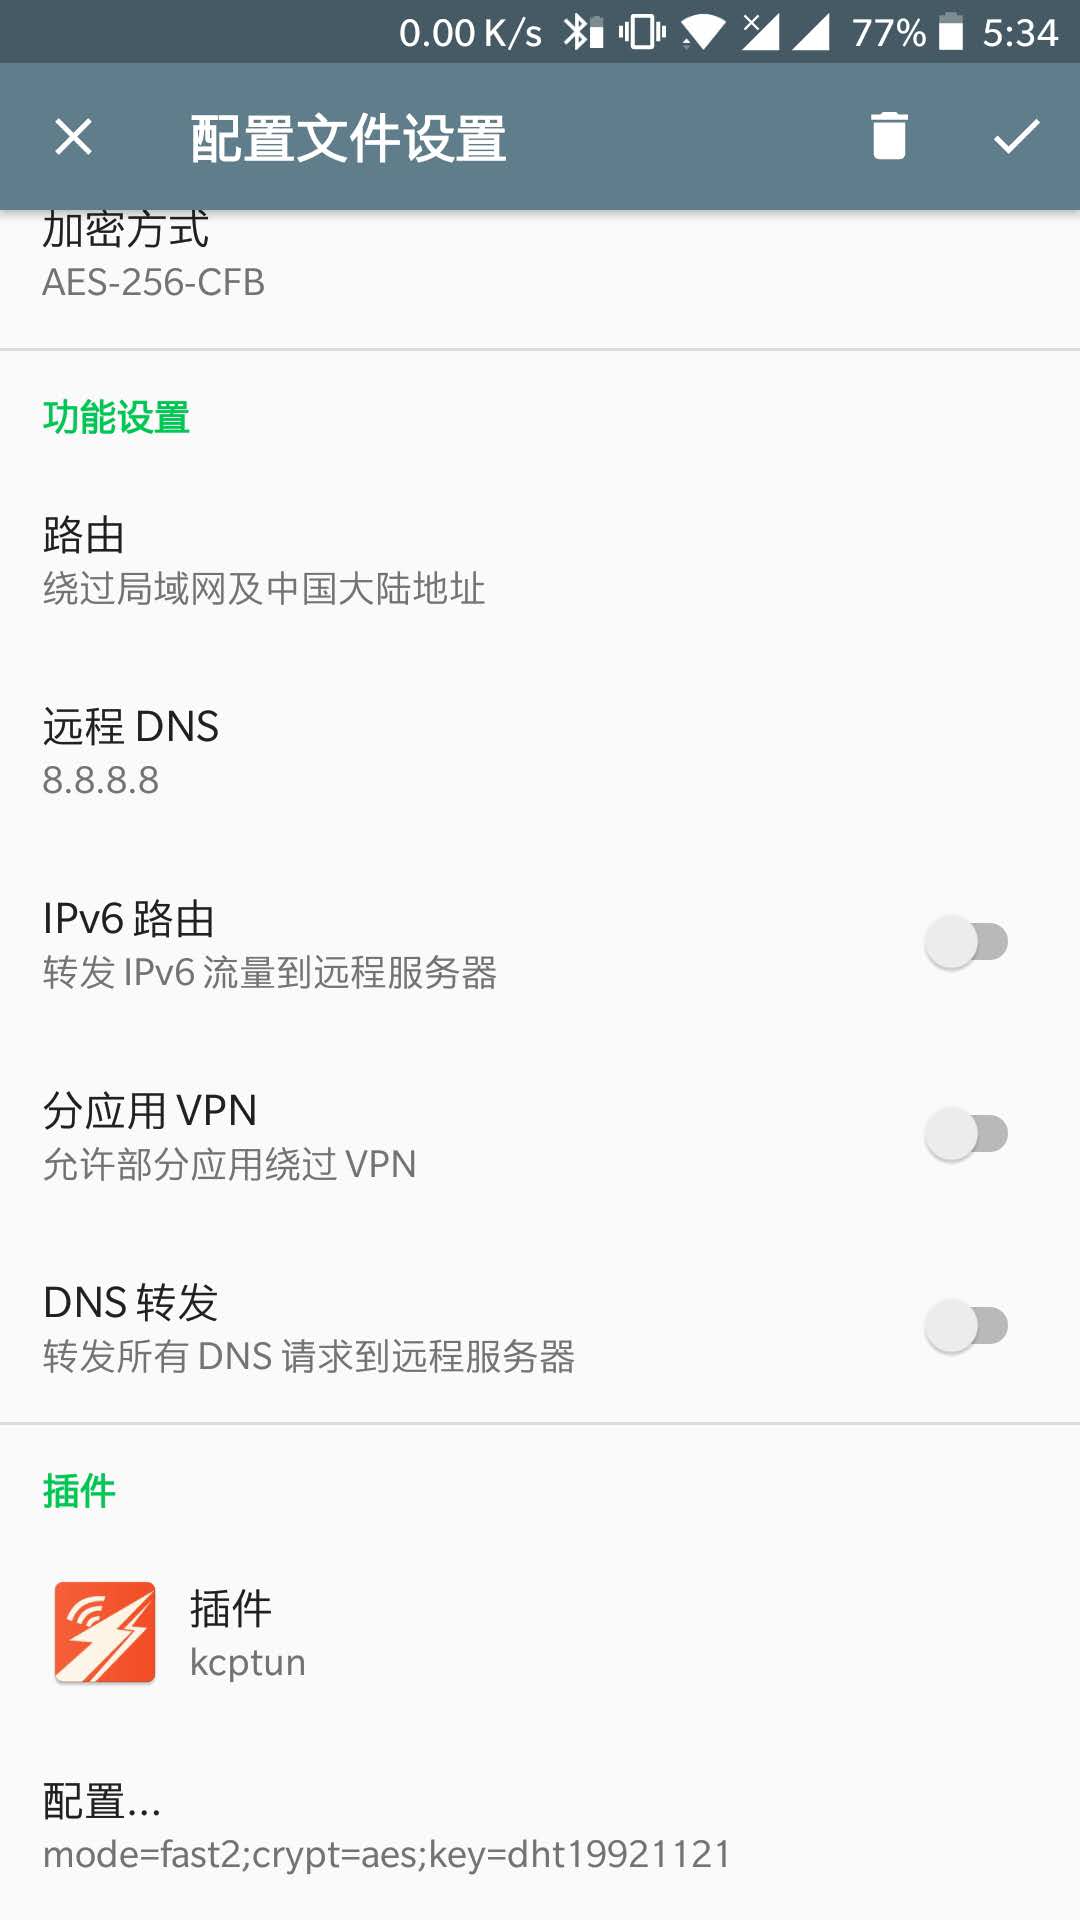 0.00 K/s 77% 5:34
配置文件设置
加密方式
AES-256-CFB
功能设置
路由
绕过局域网及中国大陆地址
远程 DNS
8.8.8.8
IPv6 路由
转发 IPv6 流量到远程服务器
分应用 VPN
允许部分应用绕过 VPN
DNS 转发
转发所有 DNS 请求到远程服务器
插件
插件
kcptun
配置...
mode=fast2;crypt=aes;key=dht19921121